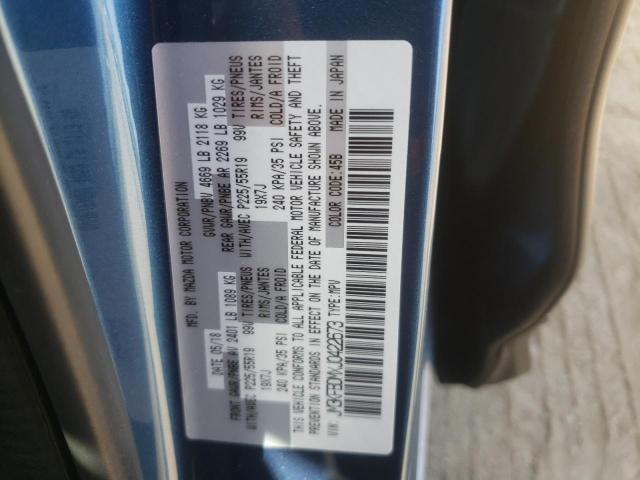 MFD. BY MAZDA MOTOR CORPORATION
DATE 05/18 GVWR/PNBV 4669 LB 2118 KG
FRONT GAWR/PNBE AV 2401 LB 1089 KG REAR GAWR/PNBE AR 2269 LB 1029 KG
WITH/AVEC P225/55R19 99V TIRES/PNEUS WITH/AVEC P225/55R19 99V TIRES/PNEUS
19X7J RIMS/JANTES 19X7J RIMS/JANTES
240 KPA/35 PSI COLD/A FROID 240 KPA/35 PSI COLD/A FROID
THIS VEHICLE CONFORMS TO ALL APPLICABLE FEDERAL MOTOR VEHICLE SAFETY AND THEFT
PREVENTION STANDARDS IN EFFECT ON THE DATE OF MANUFACTURE SHOWN ABOVE.
COLOR CODE:45B MADE IN JAPAN
VIN: JM3KFBDM0J0422673 TYPE:MPV